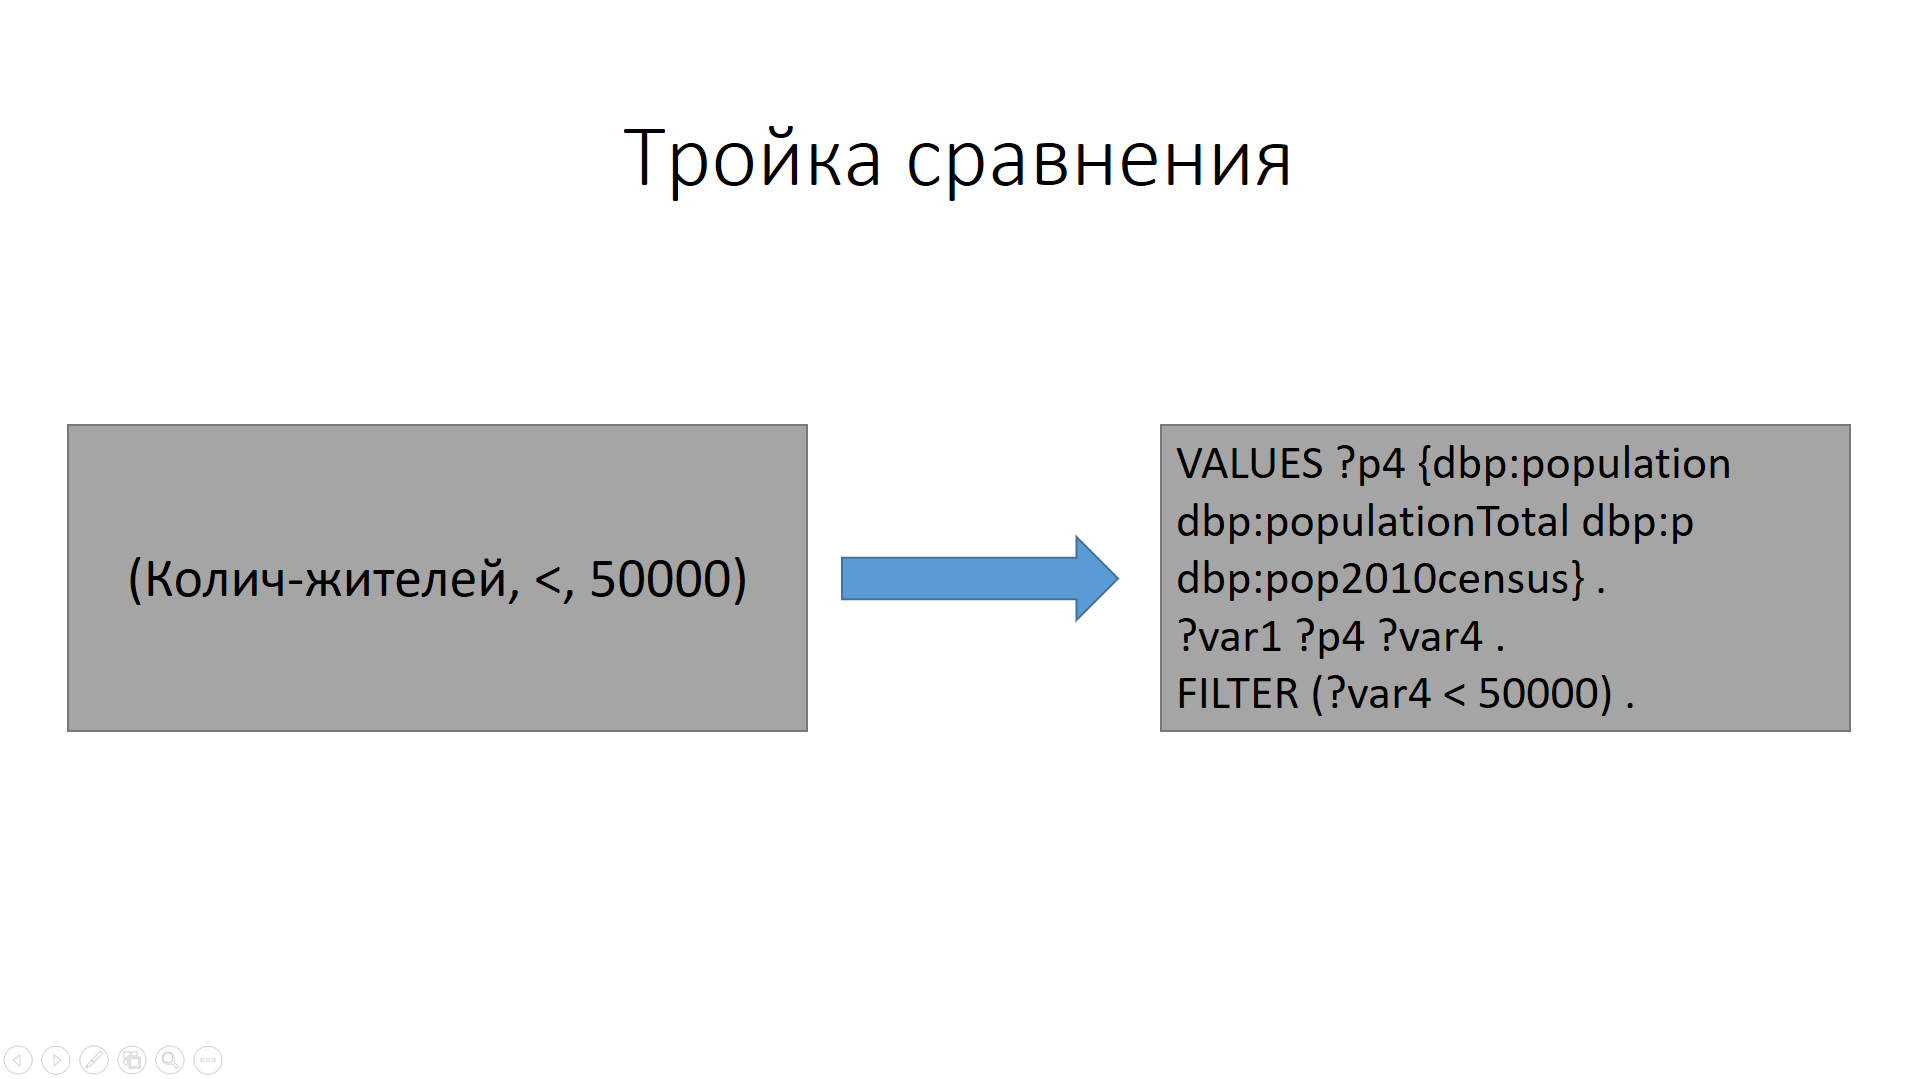 Тройка сравнения
(Колич-жителей, <, 50000)
VALUES ?p4 {dbp:population
dbp:populationTotal dbp:p
dbp:pop2010census} .
?var1 ?p4 ?var4 .
FILTER (?var4 < 50000) .